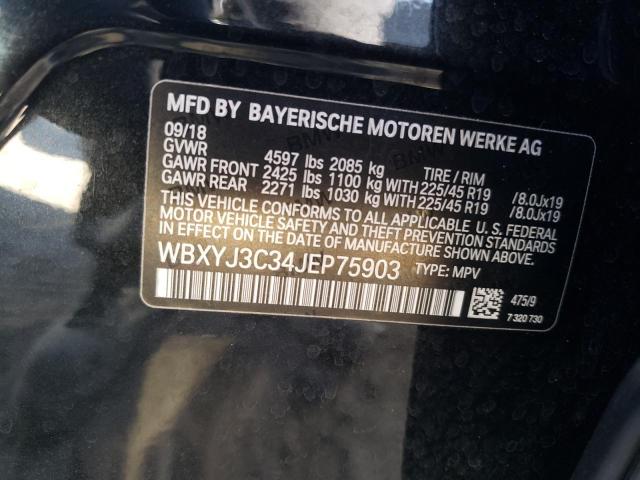 MFD BY BAYERISCHE MOTOREN WERKE AG
09/18
GVWR 4597 lbs 2085 kg TIRE / RIM
GAWR FRONT 2425 lbs 1100 kg WITH 225/45 R19 /8.0Jx19
GAWR REAR 2271 lbs 1030 kg WITH 225/45 R19 /8.0Jx19
THIS VEHICLE CONFORMS TO ALL APPLICABLE U. S. FEDERAL
MOTOR VEHICLE SAFETY, BUMPER AND THEFT PREVENTION
STANDARDS IN EFFECT ON THE DATE OF MANUFACTURE SHOWN ABOVE.
WBXYJ3C34JEP75903 TYPE: MPV
475/9
7 320 730